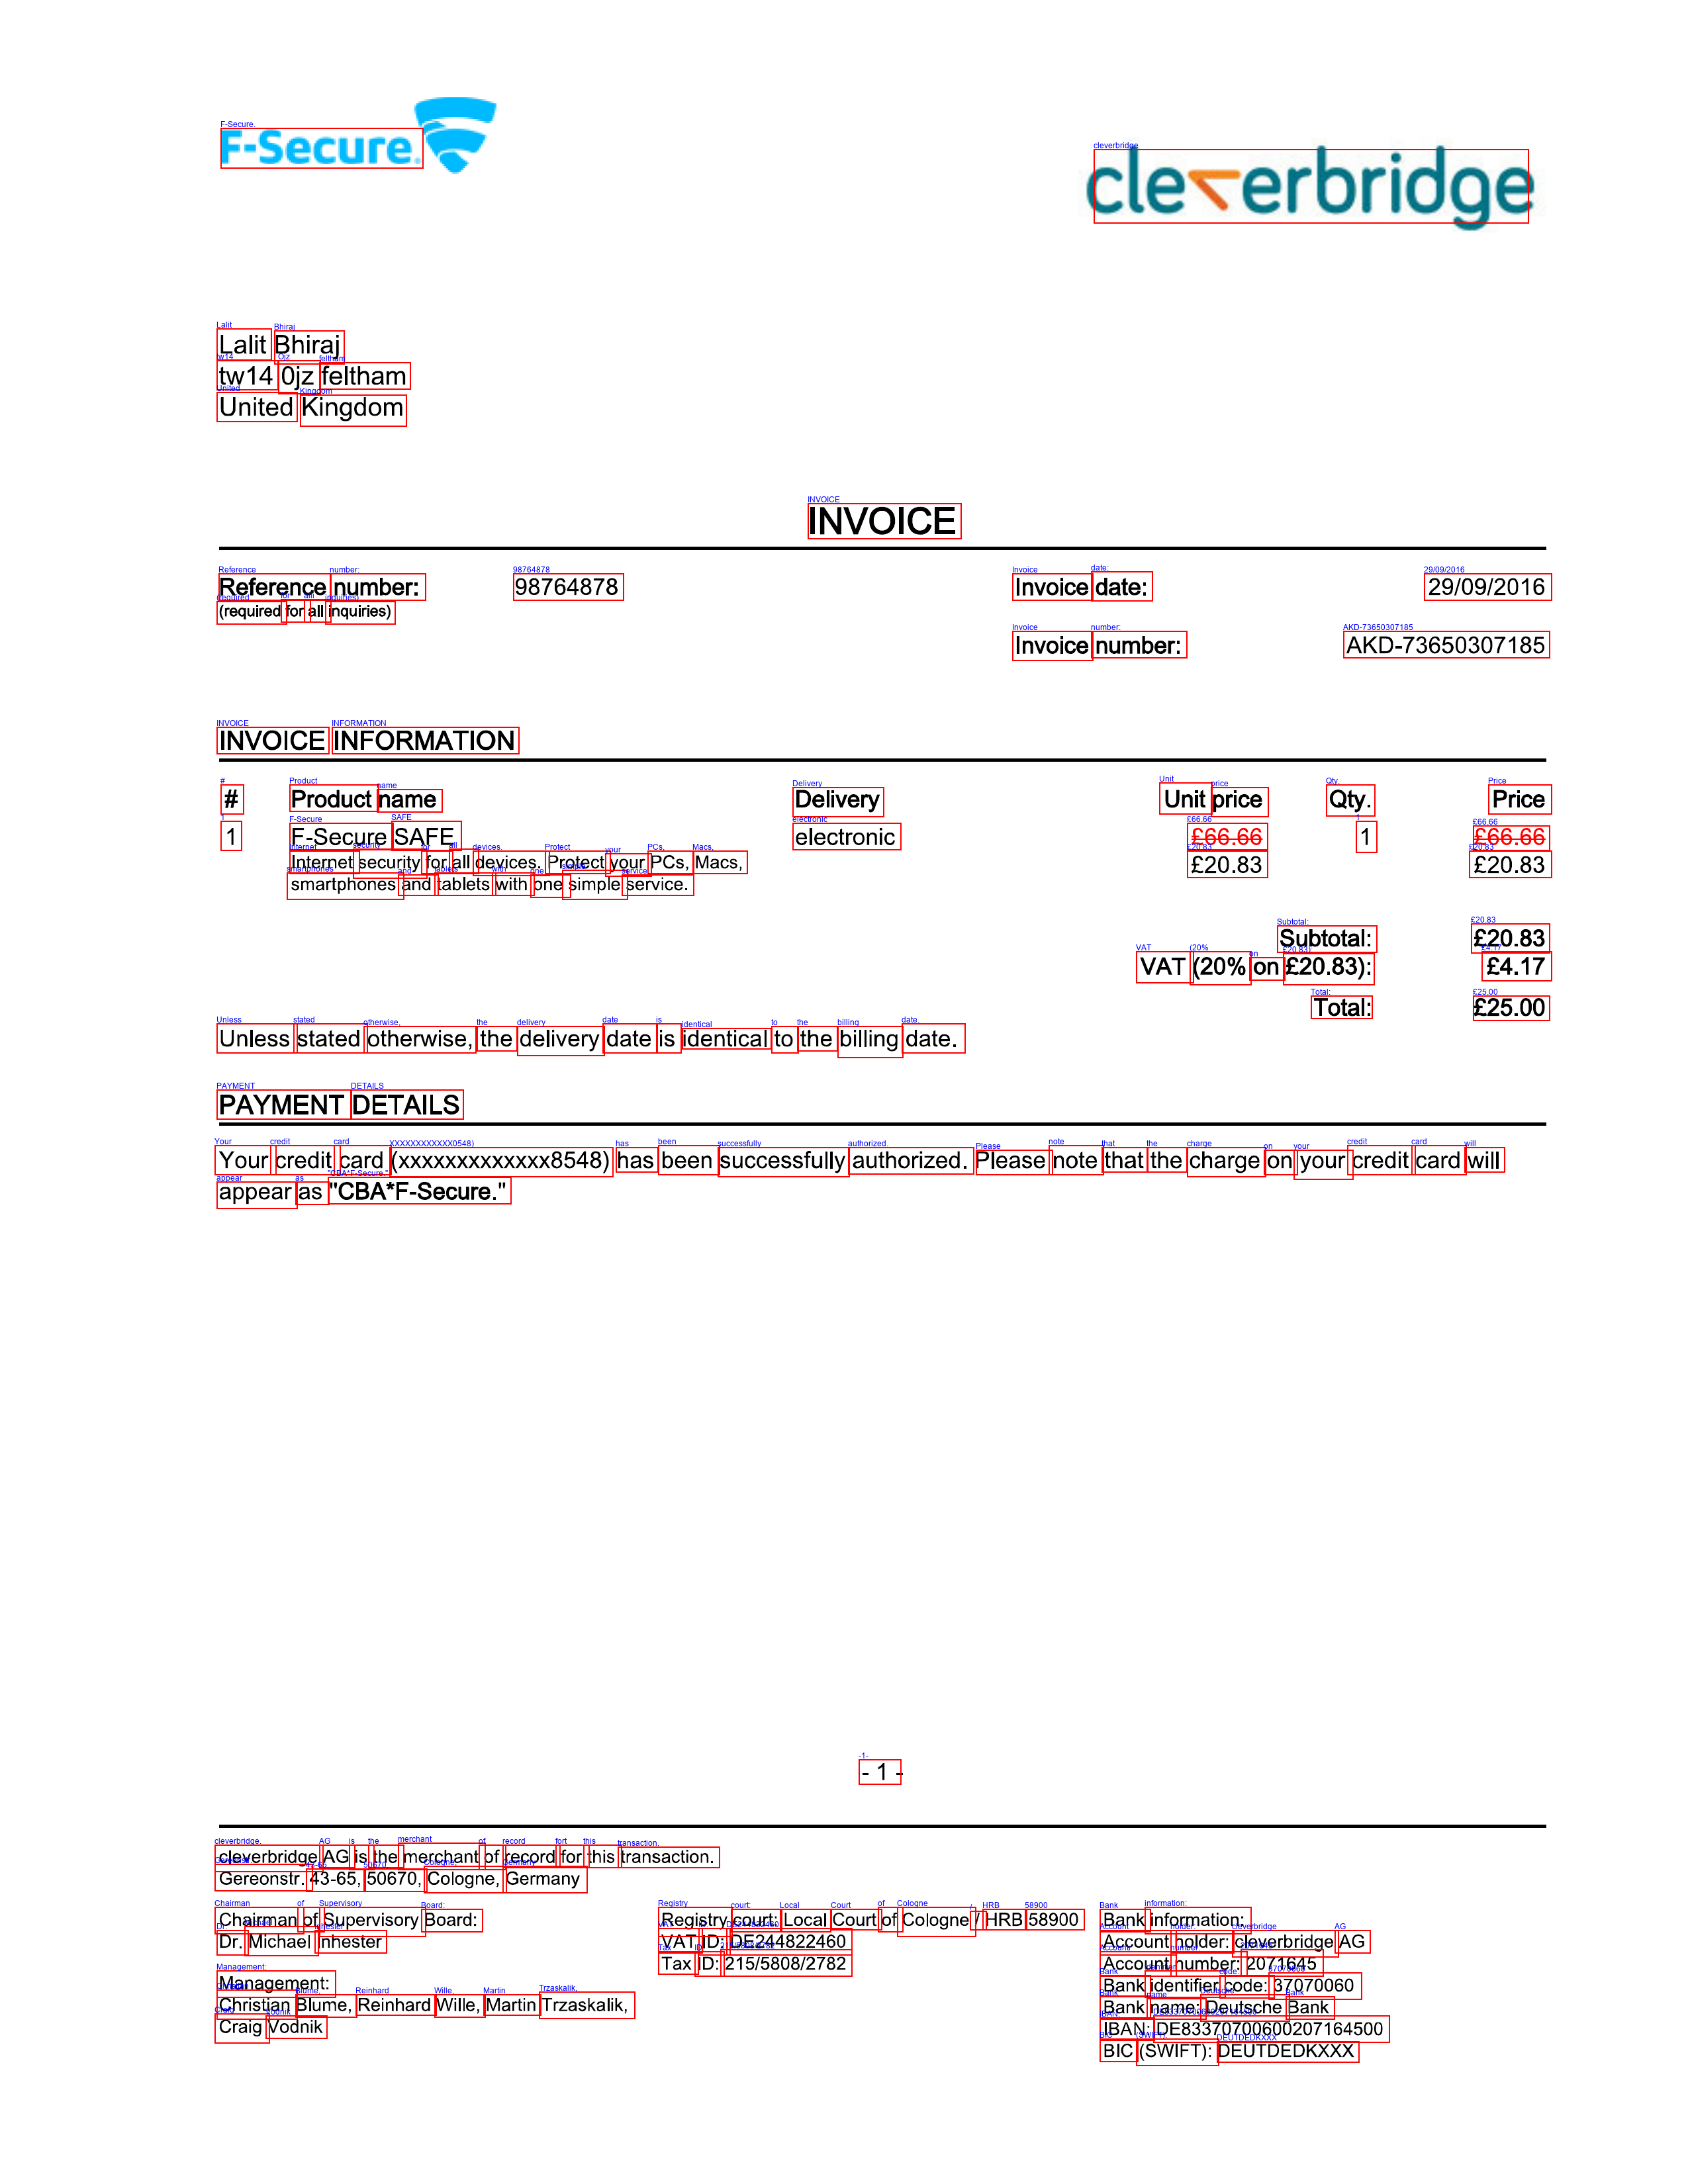 F-Secure.
cleverbridge
Lalit Bhiraj
tw14 0jz feltham
United Kingdom
INVOICE
Reference number: 98764878 Invoice date: 29/09/2016
(required for all inquiries)
Invoice number: AKD-73650307185
INVOICE INFORMATION
# Product name Delivery Unit price Qty. Price
1 F-Secure SAFE electronic £66.66 1 £66.66
Internet security for all devices. Protect your PCs, Macs, £20.83 £20.83
smartphones and tablets with one simple service.
Subtotal: £20.83
VAT (20% on £20.83): £4.17
Total: £25.00
Unless stated otherwise, the delivery date is identical to the billing date.
PAYMENT DETAILS
Your credit card (xxxxxxxxxxxxx8548) has been successfully authorized. Please note that the charge on your credit card will
appear as "CBA*F-Secure."
- 1 -
cleverbridge AG is the merchant of record for this transaction.
Gereonstr. 43-65, 50670, Cologne, Germany
Chairman of Supervisory Board:
Dr. Michael Inhester
Management:
Christian Blume, Reinhard Wille, Martin Trzaskalik,
Craig Vodnik
Registry court: Local Court of Cologne / HRB 58900
VAT ID: DE244822460
Tax ID: 215/5808/2782
Bank information:
Account holder: cleverbridge AG
Account number: 2071645
Bank identifier code: 37070060
Bank name: Deutsche Bank
IBAN: DE83370700600207164500
BIC (SWIFT): DEUTDEDKXXX